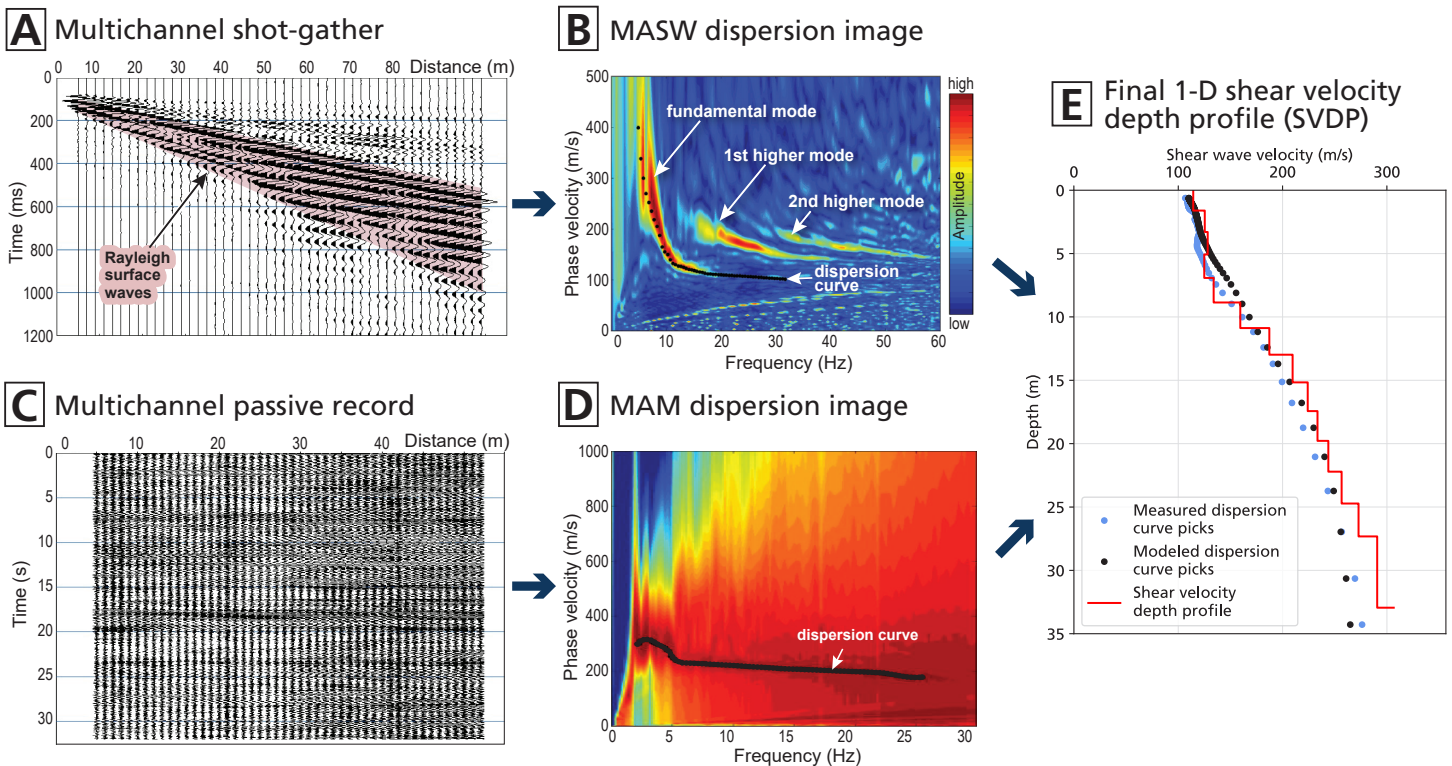 A Multichannel shot-gather
0 10 20 30 40 50 60 70 80 Distance (m)
0
200
400
600
800
1000
1200
Time (ms)
Rayleigh
surface
waves
B MASW dispersion image
500
400
300
200
100
0
Phase velocity (m/s)
fundamental mode
1st higher mode
2nd higher mode
dispersion
curve
0 10 20 30 40 50 60
Frequency (Hz)
high
Amplitude
low
C Multichannel passive record
0 10 20 30 40 Distance (m)
0
5
10
15
20
25
30
Time (s)
D MAM dispersion image
1000
800
600
400
200
0
Phase velocity (m/s)
dispersion curve
0 5 10 15 20 25 30
Frequency (Hz)
E Final 1-D shear velocity
depth profile (SVDP)
Shear wave velocity (m/s)
0 100 200 300
0
5
10
15
20
25
30
35
Depth (m)
Measured dispersion
curve picks
Modeled dispersion
curve picks
Shear velocity
depth profile